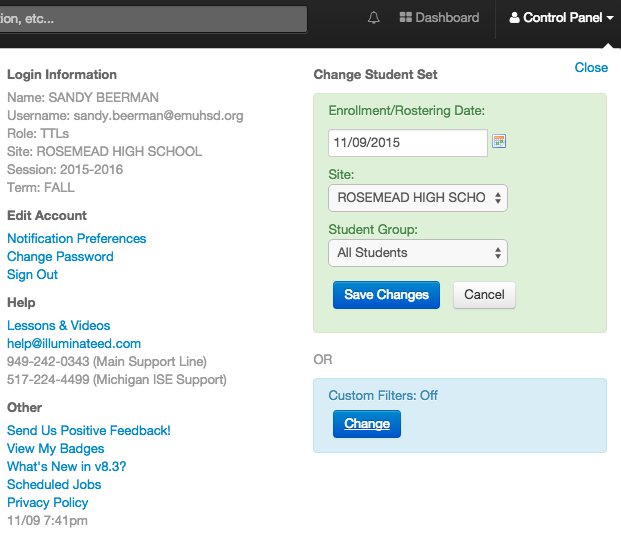 tion, etc...
Dashboard
Control Panel
Close
Login Information
Name: SANDY BEERMAN
Username: sandy.beerman@emuhsd.org
Role: TTLs
Site: ROSEMEAD HIGH SCHOOL
Session: 2015-2016
Term: FALL
Edit Account
Notification Preferences
Change Password
Sign Out
Help
Lessons & Videos
help@illuminateed.com
949-242-0343 (Main Support Line)
517-224-4499 (Michigan ISE Support)
Other
Send Us Positive Feedback!
View My Badges
What's New in v8.3?
Scheduled Jobs
Privacy Policy
11/09 7:41pm
Change Student Set
Enrollment/Rostering Date:
11/09/2015
Site:
ROSEMEAD HIGH SCHO
Student Group:
All Students
Save Changes
Cancel
OR
Custom Filters: Off
Change